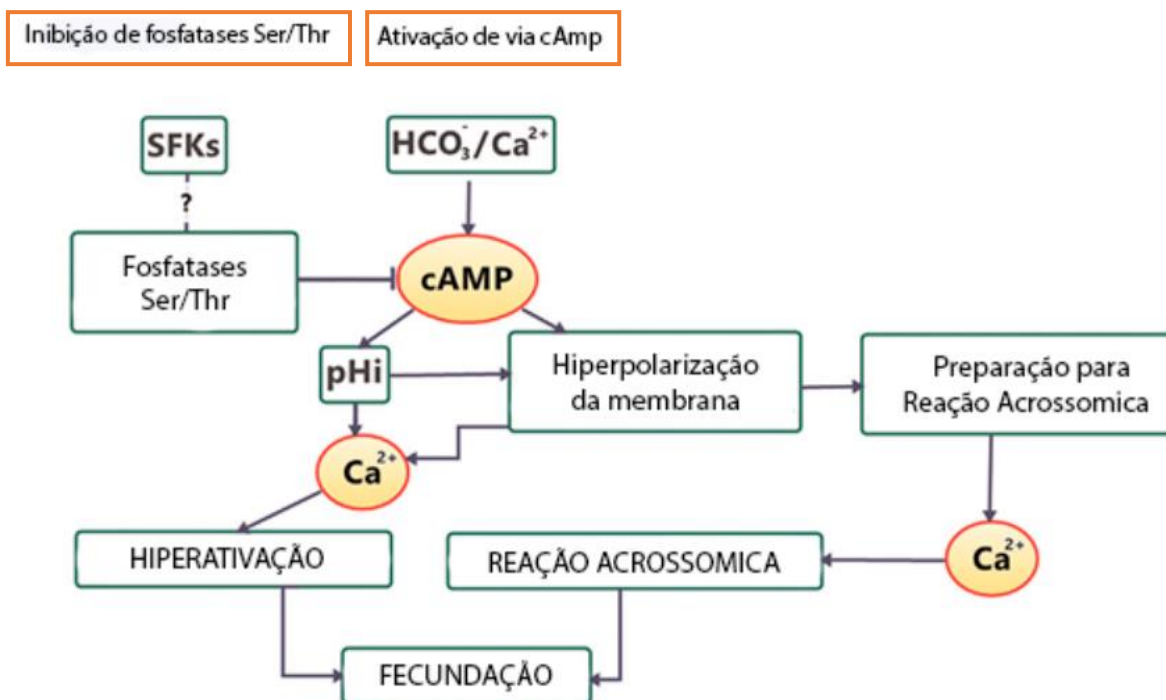 Inibição de fosfatases Ser/Thr
Ativação de via cAmp
SFKs
HCO₃⁻/Ca²⁺
?
Fosfatases
Ser/Thr
cAMP
pHi
Hiperpolarização
da membrana
Preparação para
Reação Acrossomica
Ca²⁺
Ca²⁺
HIPERATIVAÇÃO
REAÇÃO ACROSSOMICA
FECUNDAÇÃO